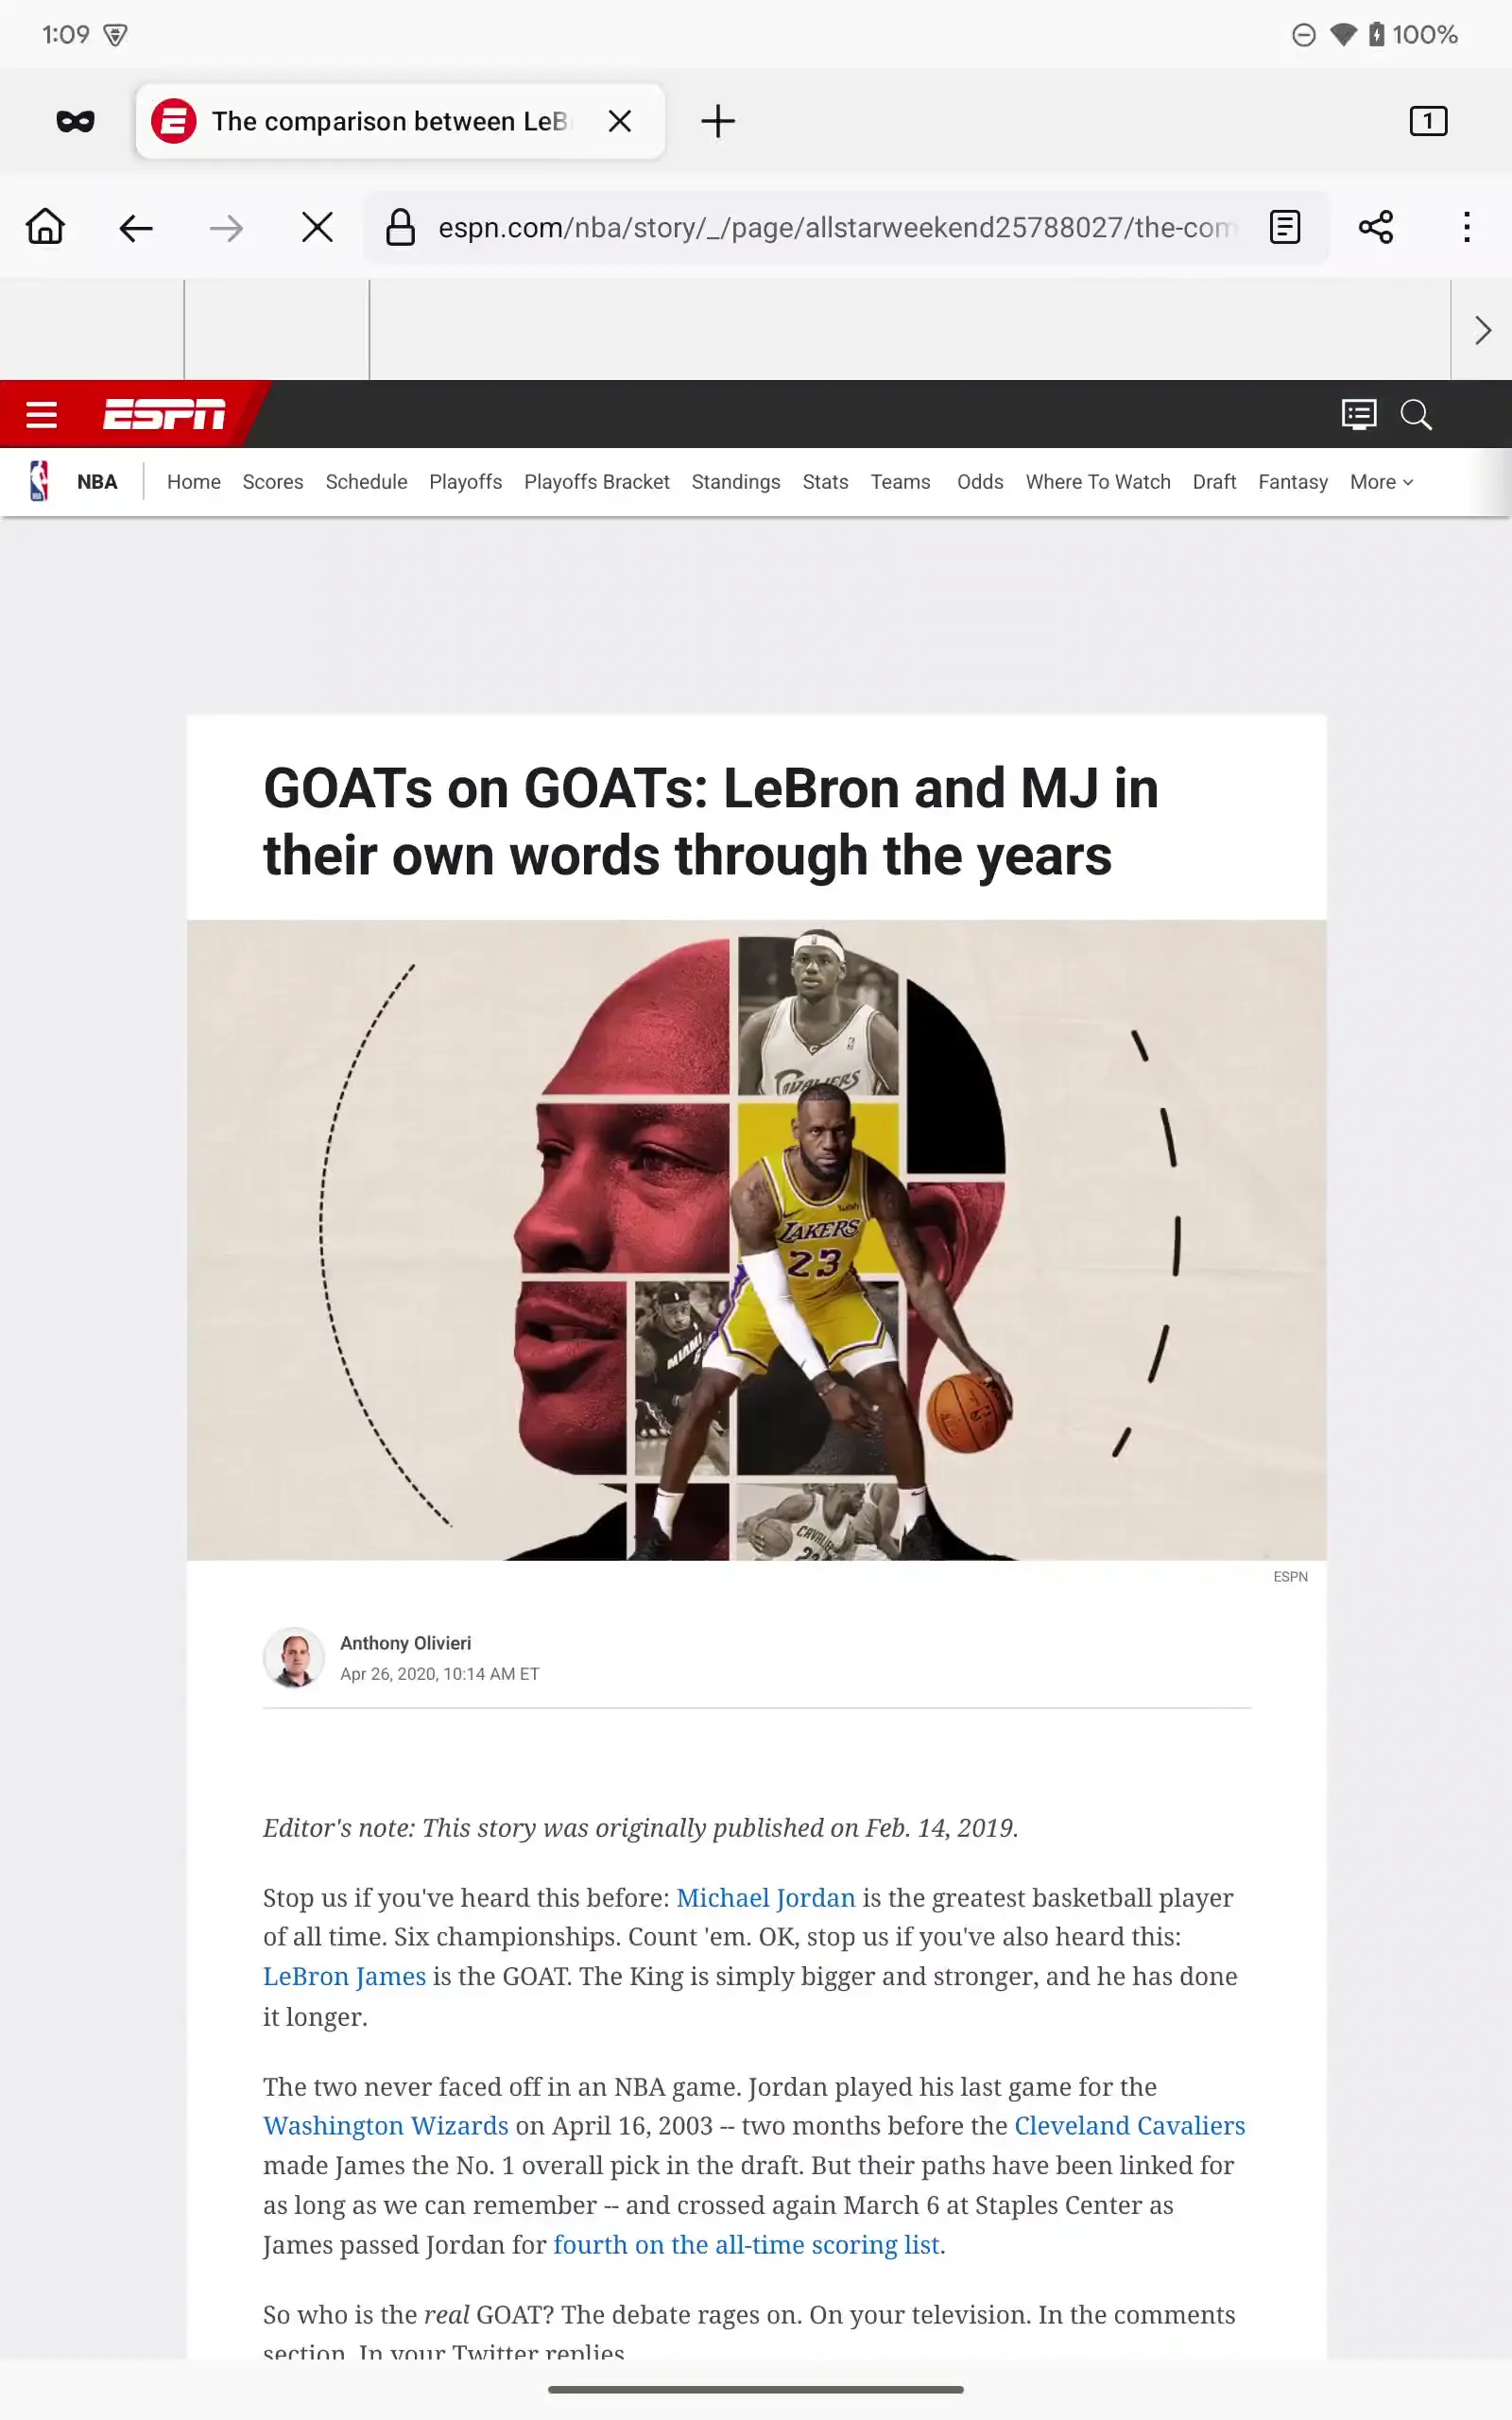 1:09
100%
The comparison between LeB
1
espn.com/nba/story/_/page/allstarweekend25788027/the-com
ESPN
NBA Home Scores Schedule Playoffs Playoffs Bracket Standings Stats Teams Odds Where To Watch Draft Fantasy More
GOATs on GOATs: LeBron and MJ in
their own words through the years
CAVALIERS
LAKERS
23
MIAMI
ESPN
Anthony Olivieri
Apr 26, 2020, 10:14 AM ET
Editor's note: This story was originally published on Feb. 14, 2019.
Stop us if you've heard this before: Michael Jordan is the greatest basketball player
of all time. Six championships. Count 'em. OK, stop us if you've also heard this:
LeBron James is the GOAT. The King is simply bigger and stronger, and he has done
it longer.
The two never faced off in an NBA game. Jordan played his last game for the
Washington Wizards on April 16, 2003 -- two months before the Cleveland Cavaliers
made James the No. 1 overall pick in the draft. But their paths have been linked for
as long as we can remember -- and crossed again March 6 at Staples Center as
James passed Jordan for fourth on the all-time scoring list.
So who is the real GOAT? The debate rages on. On your television. In the comments
section. In your Twitter replies.